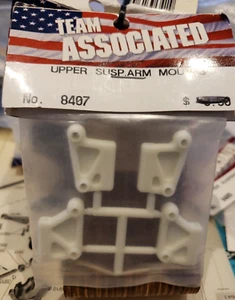 TEAM
ASSOCIATED
UPPER SUSP.ARM MOUNTS
No. 8407